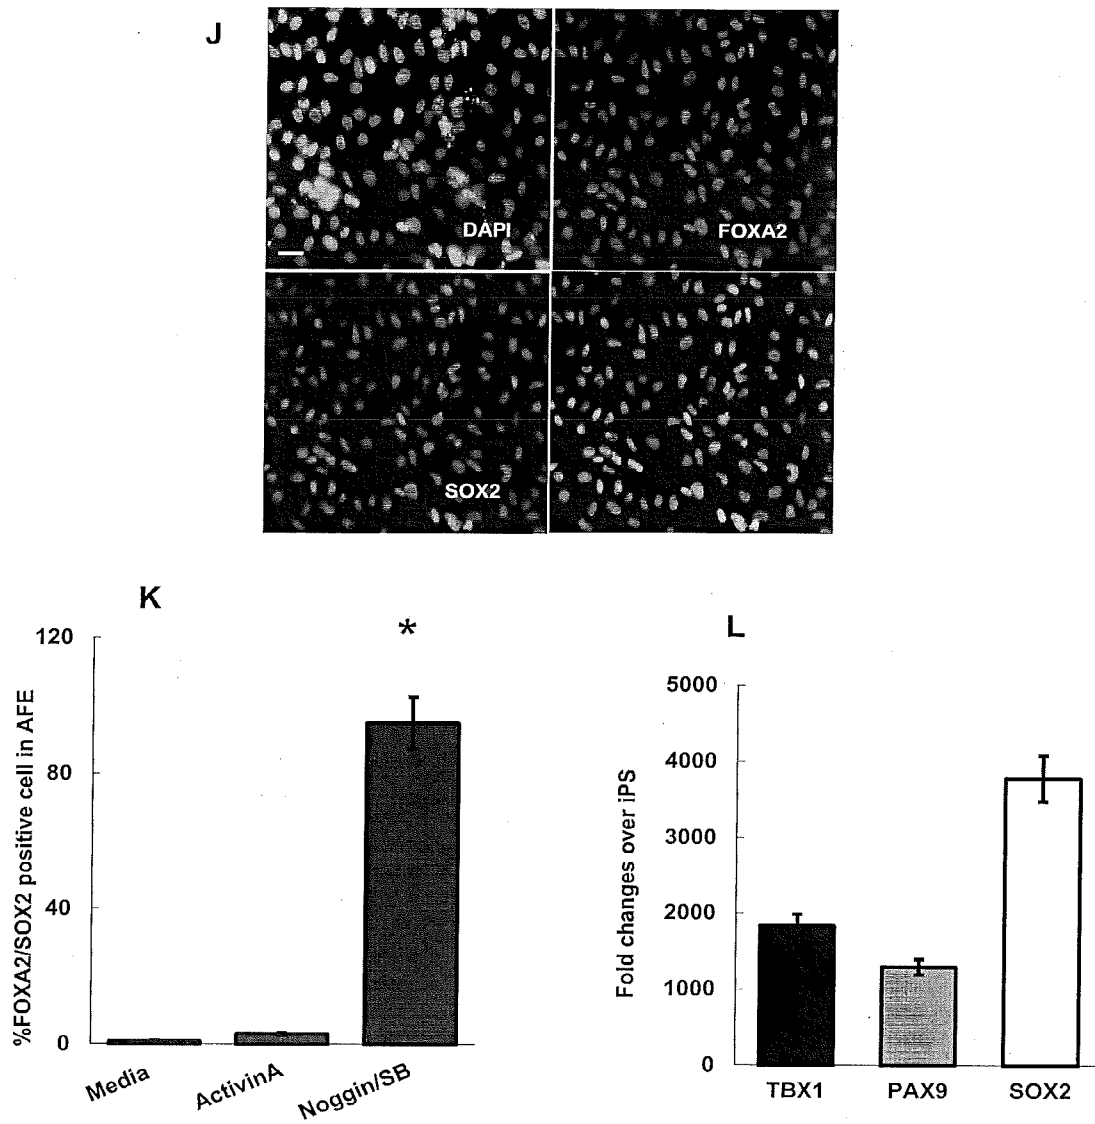 J
DAPI
FOXA2
SOX2
K
*
120
80
40
0
%FOXA2/SOX2 positive cell in AFE
Media
ActivinA
Noggin/SB
L
5000
4000
3000
2000
1000
0
Fold changes over iPS
TBX1
PAX9
SOX2